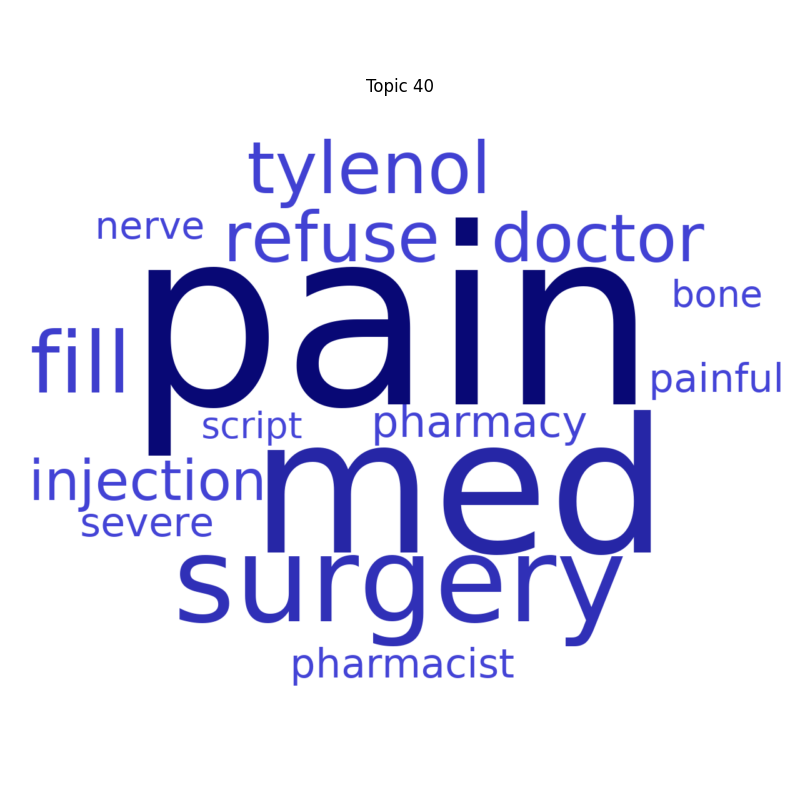 Topic 40
tylenol
nerve refuse doctor
pain
bone
fill
painful
script pharmacy
med
injection
severe
surgery
pharmacist